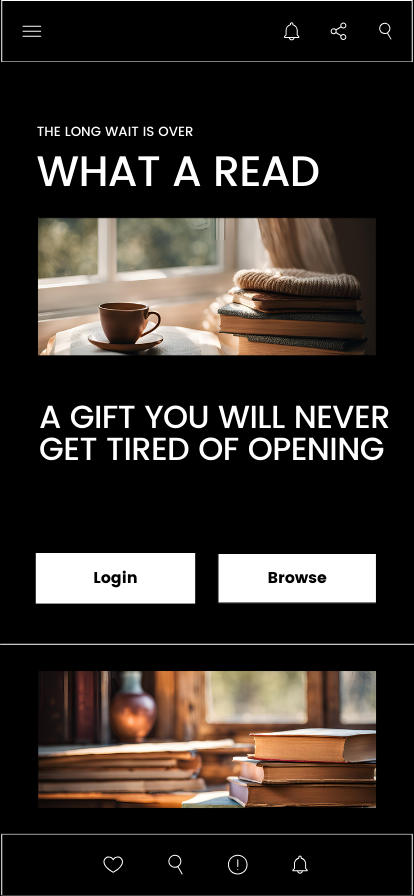 THE LONG WAIT IS OVER
WHAT A READ
A GIFT YOU WILL NEVER
GET TIRED OF OPENING
Login
Browse